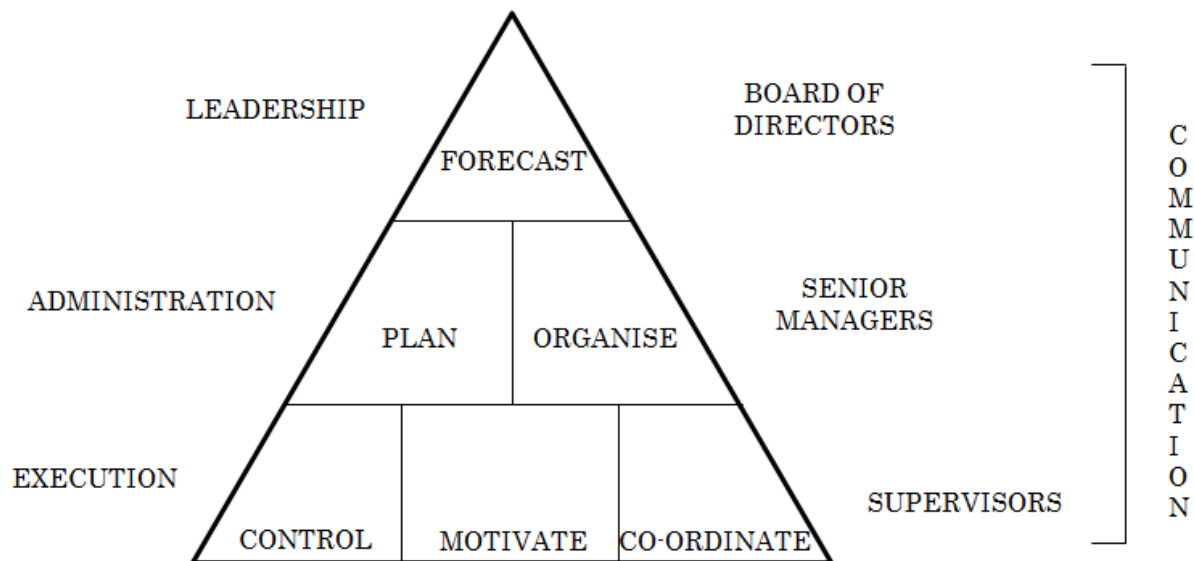 LEADERSHIP
BOARD OF
DIRECTORS
FORECAST
ADMINISTRATION
SENIOR
MANAGERS
PLAN
ORGANISE
EXECUTION
SUPERVISORS
CONTROL
MOTIVATE
CO-ORDINATE
COMMUNICATION